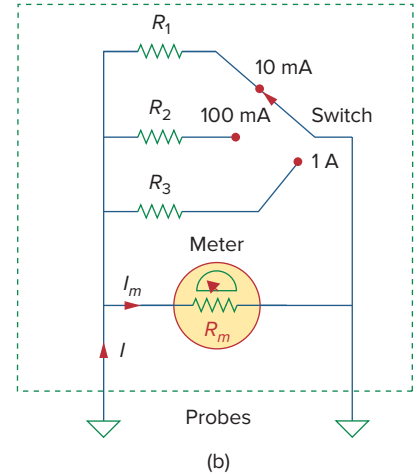 R1
10 mA
R2
100 mA
Switch
1 A
R3
Meter
Im
Rm
I
Probes
(b)